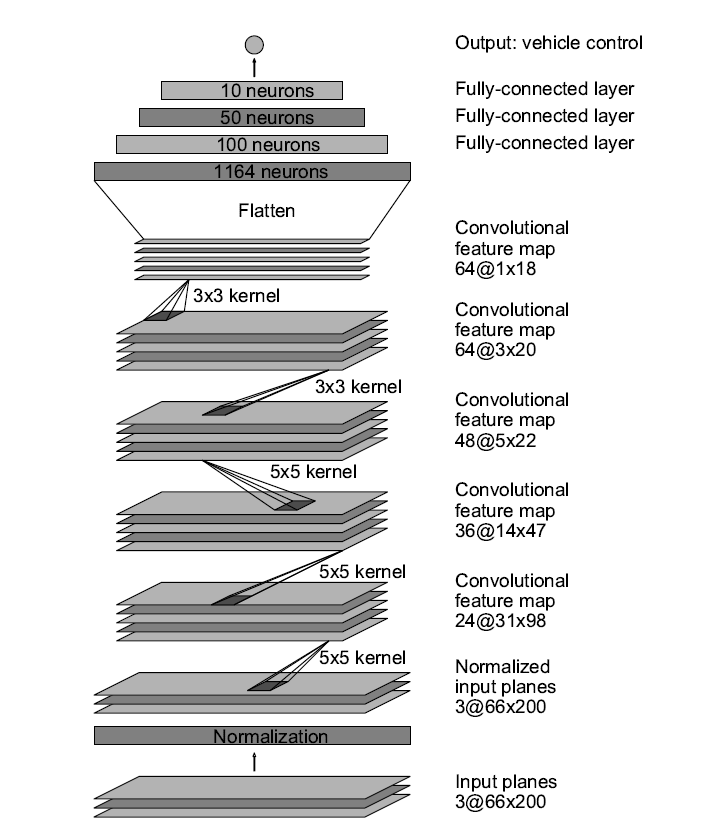 Output: vehicle control
10 neurons
Fully-connected layer
50 neurons
Fully-connected layer
100 neurons
Fully-connected layer
1164 neurons
Flatten
Convolutional
feature map
64@1x18
3x3 kernel
Convolutional
feature map
64@3x20
3x3 kernel
Convolutional
feature map
48@5x22
5x5 kernel
Convolutional
feature map
36@14x47
5x5 kernel
Convolutional
feature map
24@31x98
5x5 kernel
Normalized
input planes
3@66x200
Normalization
Input planes
3@66x200